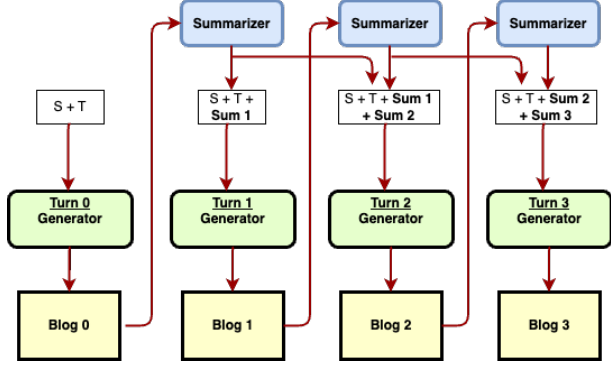 Summarizer
Summarizer
Summarizer
S + T
S + T +
Sum 1
S + T + Sum 1
+ Sum 2
S + T + Sum 2
+ Sum 3
Turn 0
Generator
Turn 1
Generator
Turn 2
Generator
Turn 3
Generator
Blog 0
Blog 1
Blog 2
Blog 3